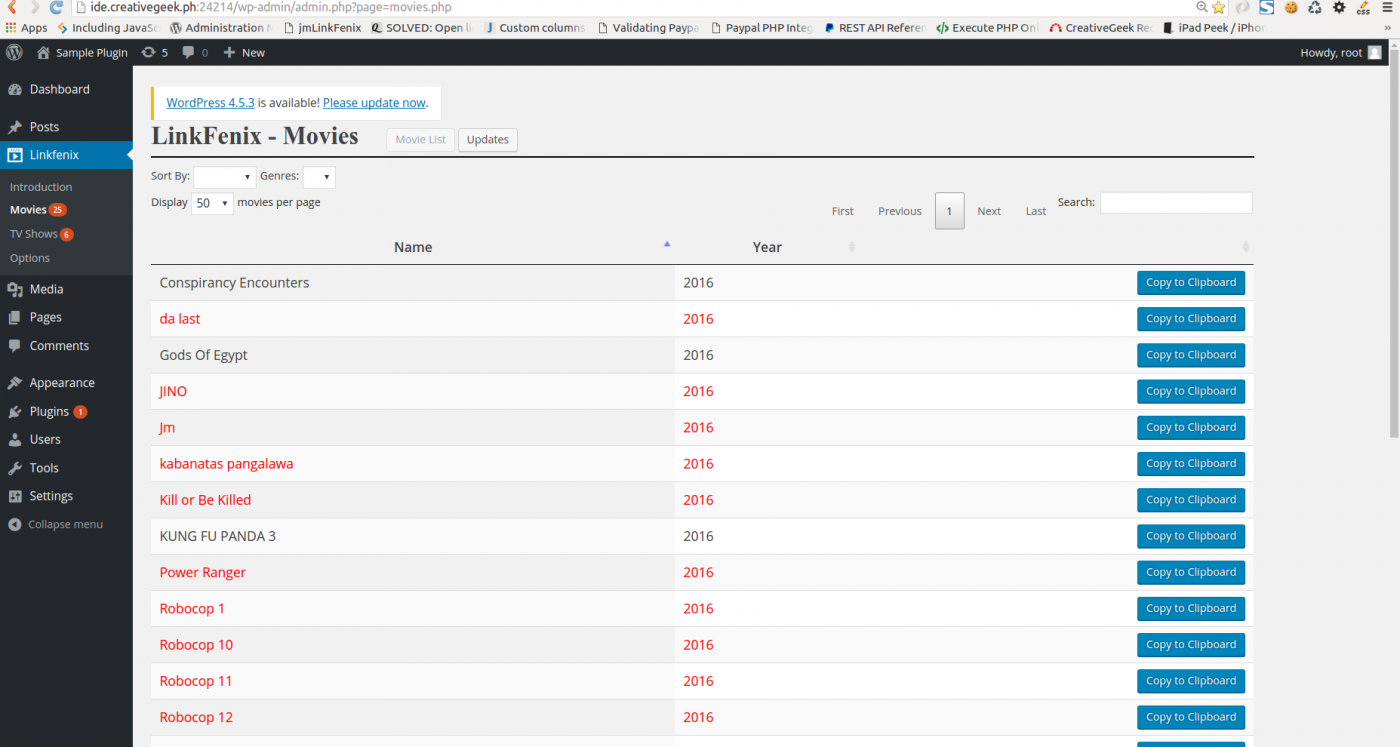 ide.creativegeek.ph:24214/wp-admin/admin.php?page=movies.php
Apps Including JavaSc Administration jmLinkFenix SOLVED: Open li Custom columns Validating Paypa Paypal PHP Integ REST API Referen Execute PHP Onl CreativeGeek Re iPad Peek / iPhon »
Sample Plugin 5 0 + New Howdy, root
Dashboard
Posts
Linkfenix
Introduction
Movies 25
TV Shows 6
Options
Media
Pages
Comments
Appearance
Plugins 1
Users
Tools
Settings
Collapse menu
WordPress 4.5.3 is available! Please update now.
LinkFenix - Movies Movie List Updates
Sort By: Genres:
Display 50 movies per page
First Previous 1 Next Last Search:
Name Year
Conspirancy Encounters 2016 Copy to Clipboard
da last 2016 Copy to Clipboard
Gods Of Egypt 2016 Copy to Clipboard
JINO 2016 Copy to Clipboard
Jm 2016 Copy to Clipboard
kabanatas pangalawa 2016 Copy to Clipboard
Kill or Be Killed 2016 Copy to Clipboard
KUNG FU PANDA 3 2016 Copy to Clipboard
Power Ranger 2016 Copy to Clipboard
Robocop 1 2016 Copy to Clipboard
Robocop 10 2016 Copy to Clipboard
Robocop 11 2016 Copy to Clipboard
Robocop 12 2016 Copy to Clipboard